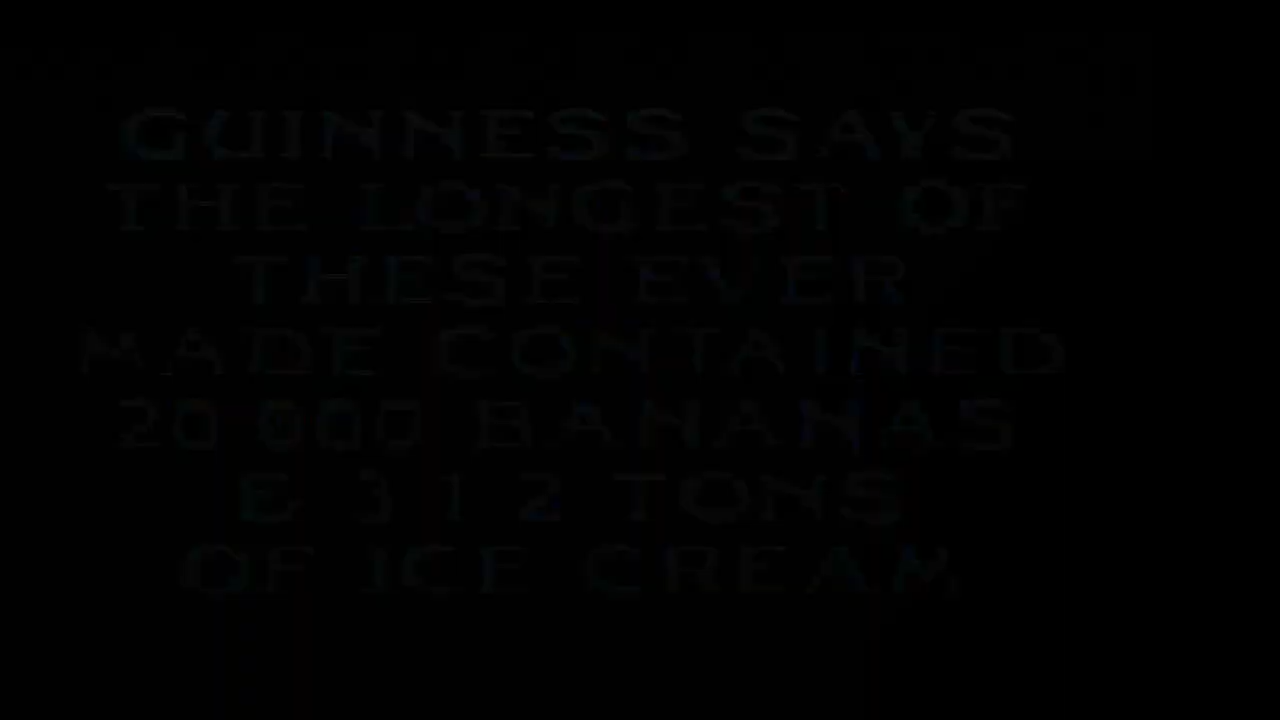 GUINNESS SAYS
THE LONGEST OF
THESE EVER
MADE CONTAINED
20 000 BANANAS
& 3 1 2 TONS
OF ICE CREAM